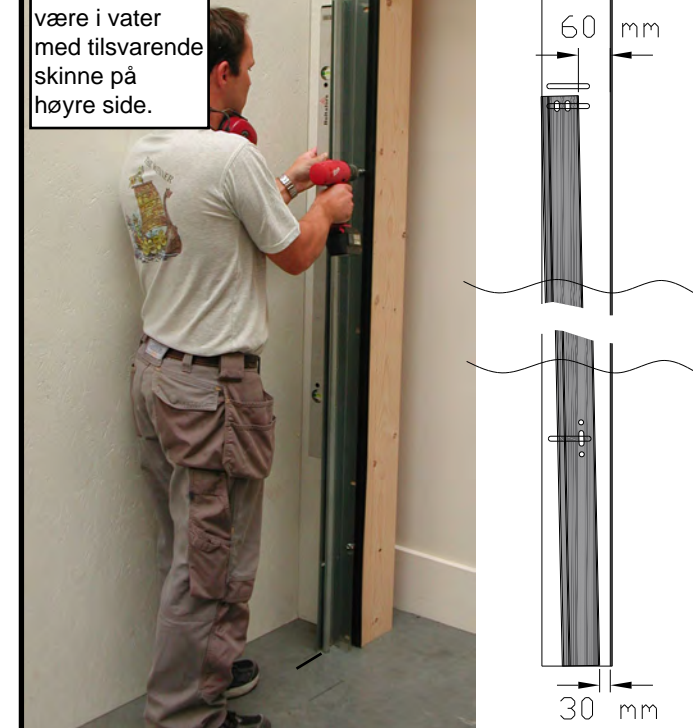 være i vater
med tilsvarende
skinne på
høyre side.
60 mm
30 mm